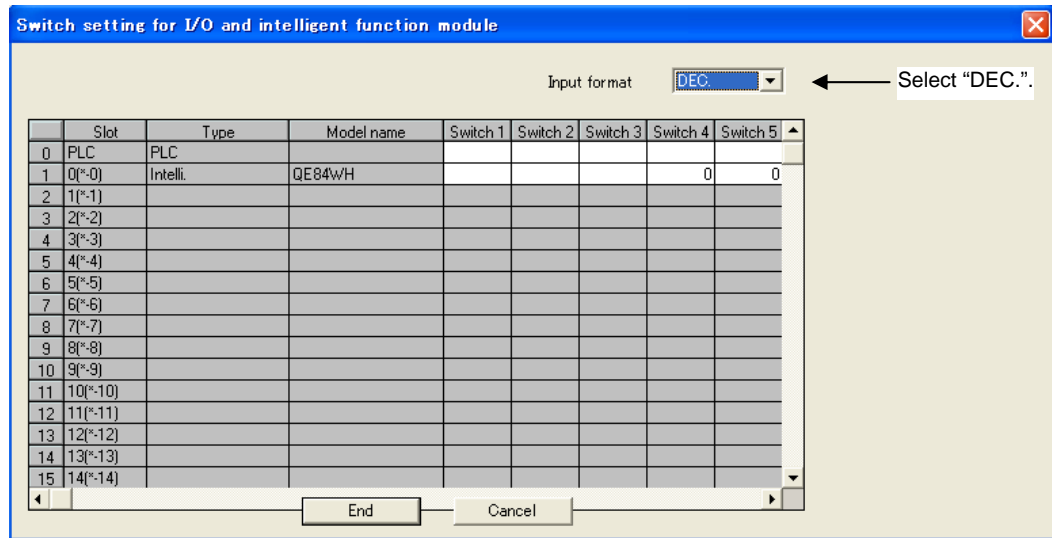 Switch setting for I/O and intelligent function module
Input format DEC. Select “DEC.”.
Slot Type Model name Switch 1 Switch 2 Switch 3 Switch 4 Switch 5
0 PLC PLC
1 0(*-0) Intelli. QE84WH 0 0
2 1(*-1)
3 2(*-2)
4 3(*-3)
5 4(*-4)
6 5(*-5)
7 6(*-6)
8 7(*-7)
9 8(*-8)
10 9(*-9)
11 10(*-10)
12 11(*-11)
13 12(*-12)
14 13(*-13)
15 14(*-14)
End Cancel